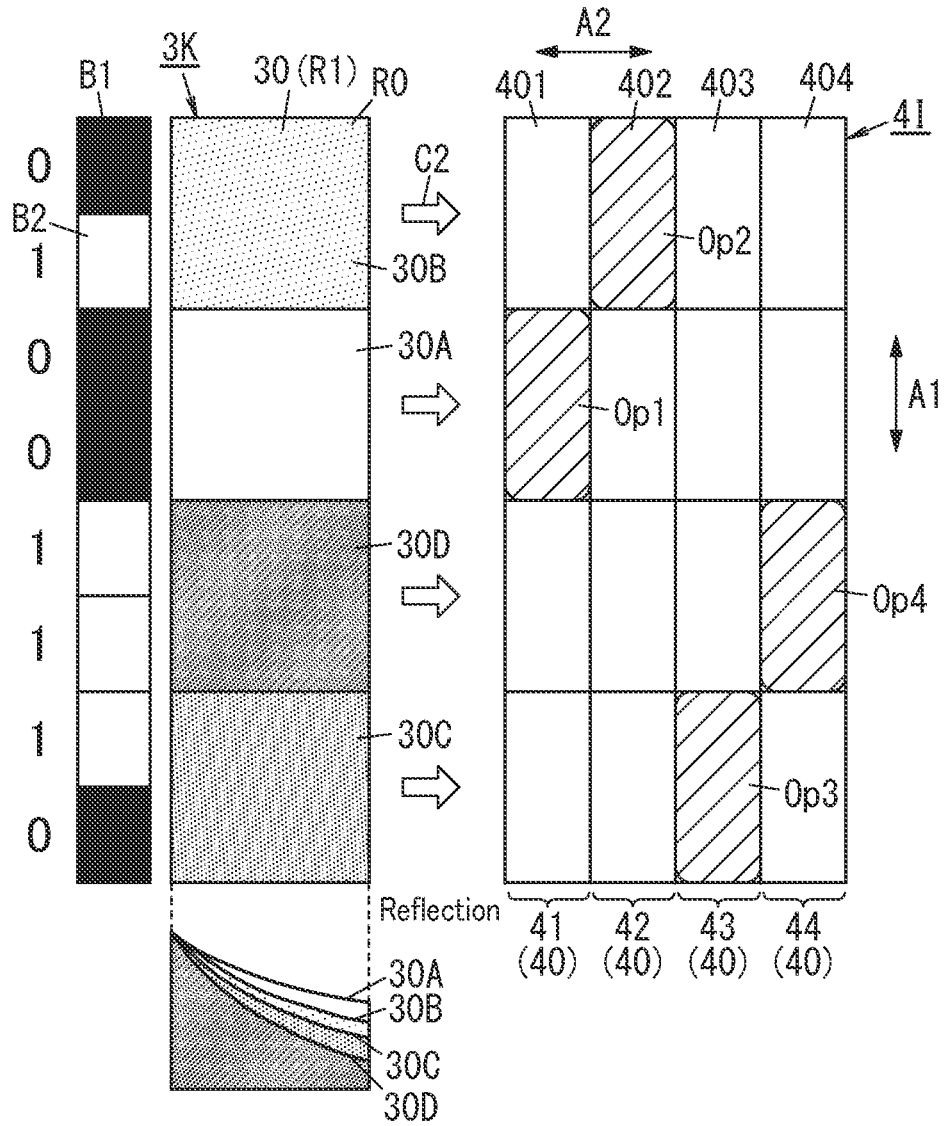 A2
B1
3K
30(R1)
R0
401
402
403
404
4I
0
C2
B2
1
30B
Op2
0
30A
Op1
A1
0
1
30D
Op4
1
1
30C
Op3
0
Reflection
41
42
43
44
(40)
(40)
(40)
(40)
30A
30B
30C
30D